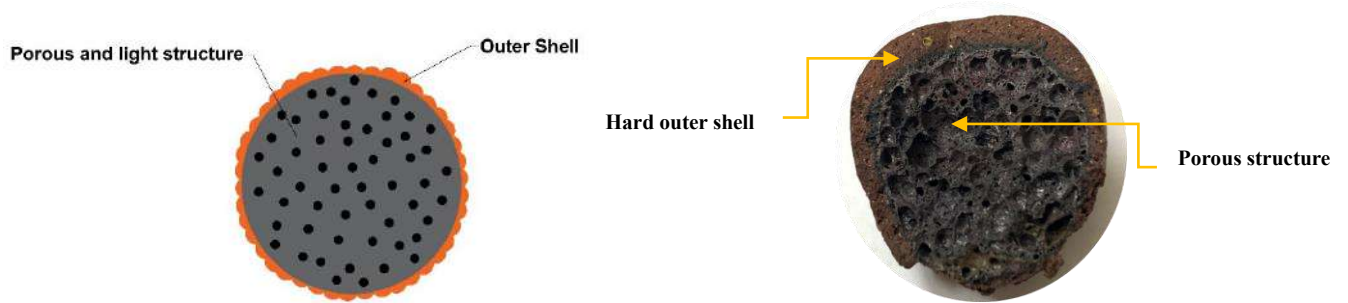 Porous and light structure
Outer Shell
Hard outer shell
Porous structure